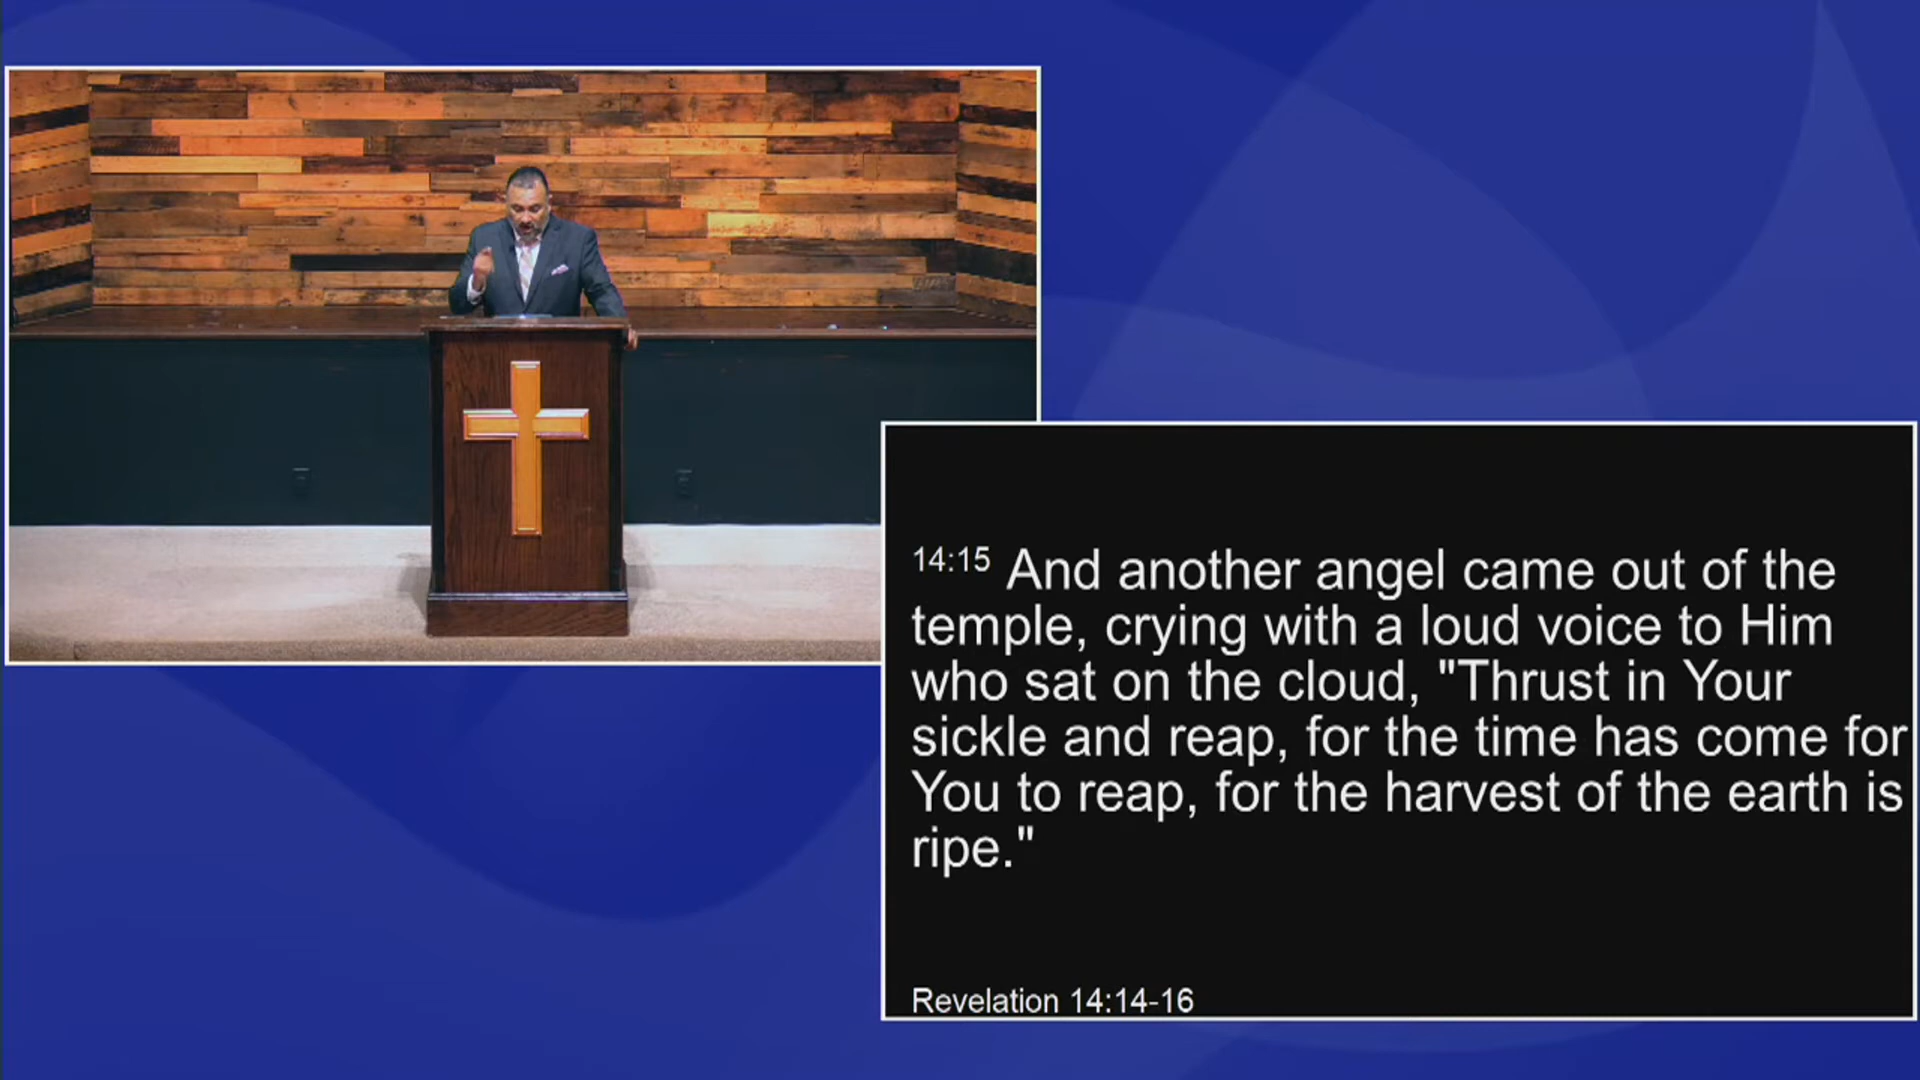 14:15 And another angel came out of the
temple, crying with a loud voice to Him
who sat on the cloud, "Thrust in Your
sickle and reap, for the time has come for
You to reap, for the harvest of the earth is
ripe."
Revelation 14:14-16